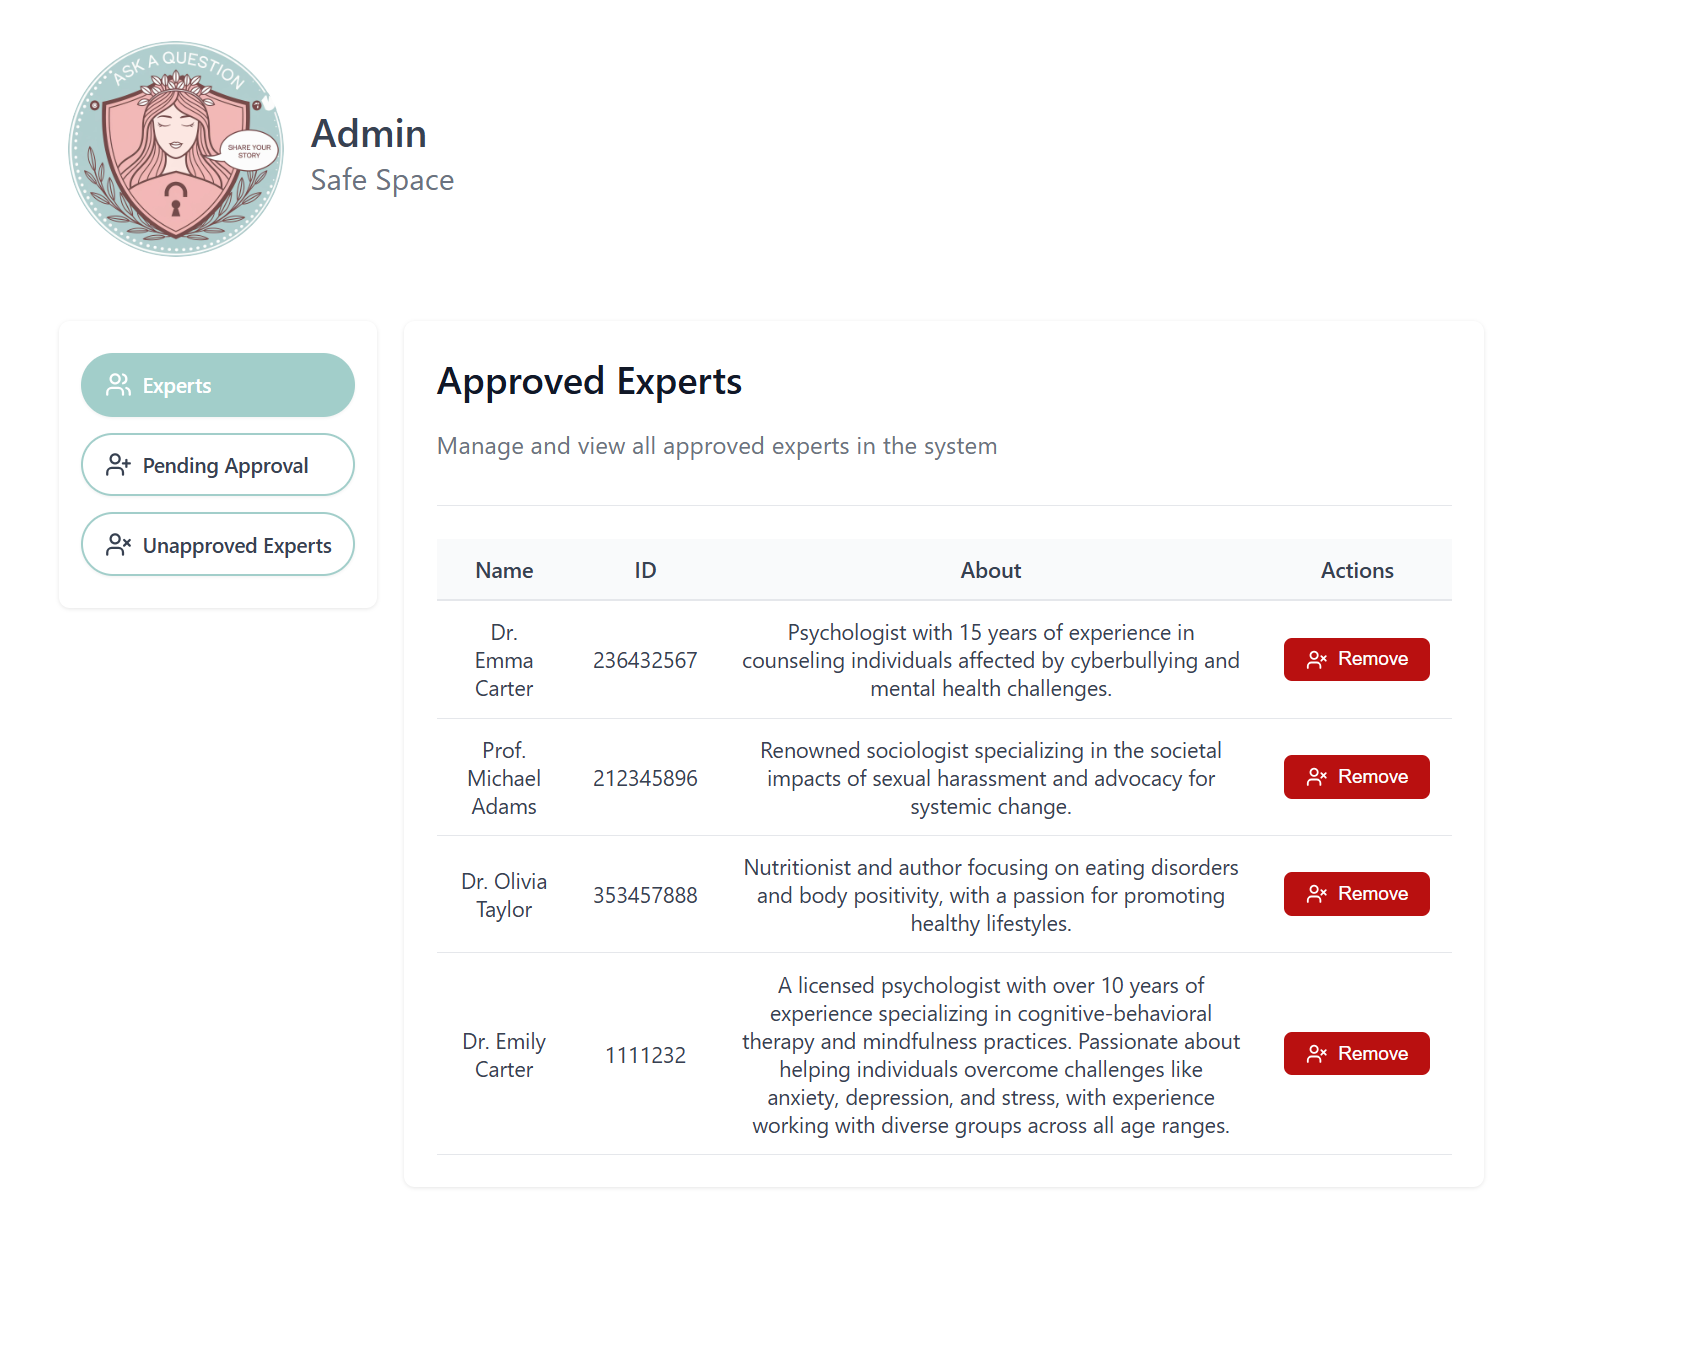 ASK A QUESTION
SHARE YOUR
STORY
Admin
Safe Space
Experts
Pending Approval
Unapproved Experts
Approved Experts
Manage and view all approved experts in the system
Name ID About Actions
Dr.
Emma
Carter
236432567
Psychologist with 15 years of experience in
counseling individuals affected by cyberbullying and
mental health challenges.
Remove
Prof.
Michael
Adams
212345896
Renowned sociologist specializing in the societal
impacts of sexual harassment and advocacy for
systemic change.
Remove
Dr. Olivia
Taylor
353457888
Nutritionist and author focusing on eating disorders
and body positivity, with a passion for promoting
healthy lifestyles.
Remove
Dr. Emily
Carter
1111232
A licensed psychologist with over 10 years of
experience specializing in cognitive-behavioral
therapy and mindfulness practices. Passionate about
helping individuals overcome challenges like
anxiety, depression, and stress, with experience
working with diverse groups across all age ranges.
Remove